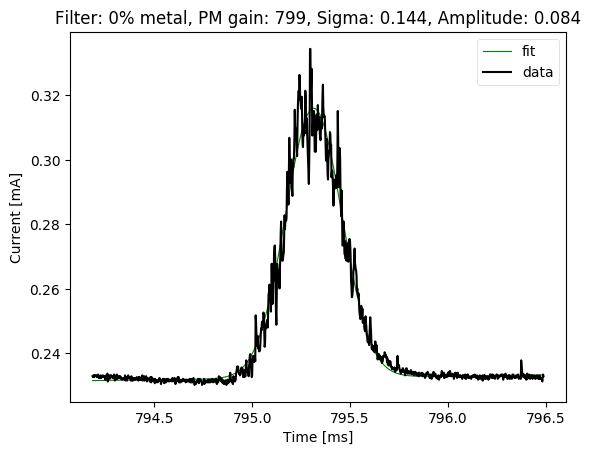 Filter: 0% metal, PM gain: 799, Sigma: 0.144, Amplitude: 0.084
fit
data
0.32
0.30
0.28
0.26
0.24
Current [mA]
794.5
795.0
795.5
796.0
796.5
Time [ms]